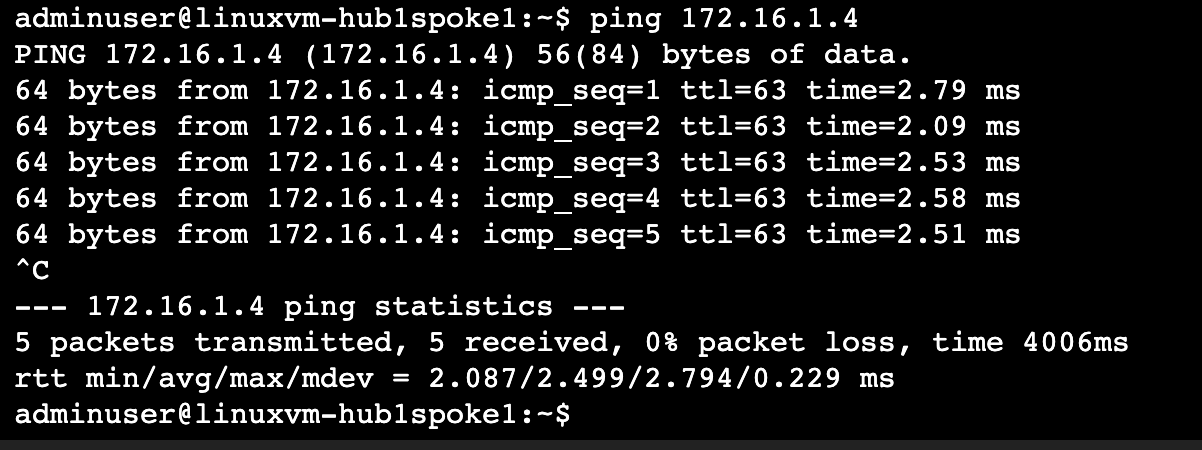 adminuser@linuxvm-hub1spoke1:~$ ping 172.16.1.4
PING 172.16.1.4 (172.16.1.4) 56(84) bytes of data.
64 bytes from 172.16.1.4: icmp_seq=1 ttl=63 time=2.79 ms
64 bytes from 172.16.1.4: icmp_seq=2 ttl=63 time=2.09 ms
64 bytes from 172.16.1.4: icmp_seq=3 ttl=63 time=2.53 ms
64 bytes from 172.16.1.4: icmp_seq=4 ttl=63 time=2.58 ms
64 bytes from 172.16.1.4: icmp_seq=5 ttl=63 time=2.51 ms
^C
--- 172.16.1.4 ping statistics ---
5 packets transmitted, 5 received, 0% packet loss, time 4006ms
rtt min/avg/max/mdev = 2.087/2.499/2.794/0.229 ms
adminuser@linuxvm-hub1spoke1:~$